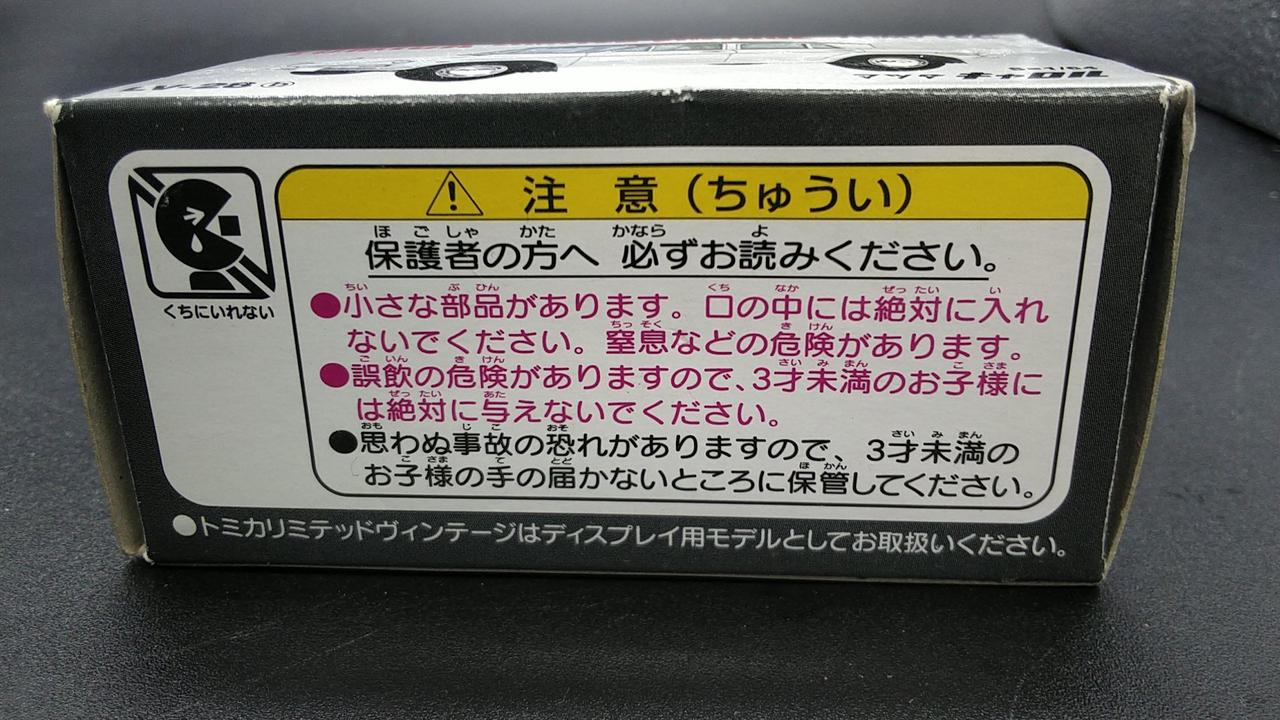 LV-26
マツダ キャロル
くちにいれない
注 意（ちゅうい）
保護者の方へ 必ずお読みください。
●小さな部品があります。口の中には絶対に入れ
ないでください。窒息などの危険があります。
●誤飲の危険がありますので、3才未満のお子様に
は絶対に与えないでください。
●思わぬ事故の恐れがありますので、3才未満の
お子様の手の届かないところに保管してください。
●トミカリミテッドヴィンテージはディスプレイ用モデルとしてお取扱いください。